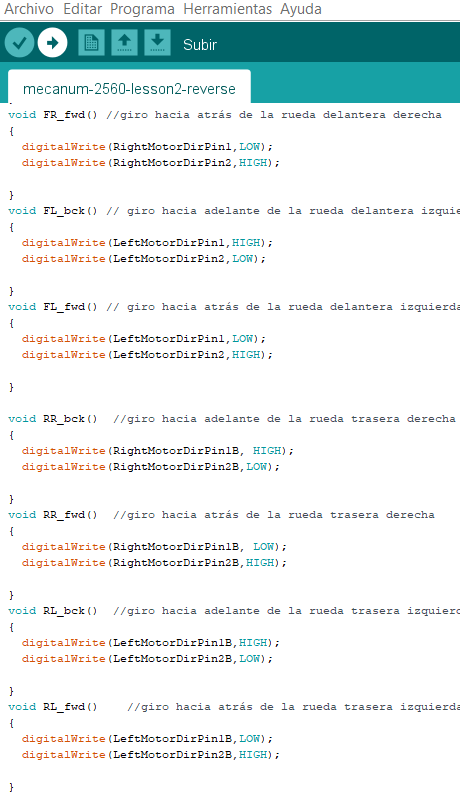 Archivo Editar Programa Herramientas Ayuda
Subir
mecanum-2560-lesson2-reverse
void FR_fwd() //giro hacia atrás de la rueda delantera derecha
{
digitalWrite(RightMotorDirPin1,LOW);
digitalWrite(RightMotorDirPin2,HIGH);
}
void FL_bck() // giro hacia adelante de la rueda delantera izquie
{
digitalWrite(LeftMotorDirPin1,HIGH);
digitalWrite(LeftMotorDirPin2,LOW);
}
void FL_fwd() // giro hacia atrás de la rueda delantera izquierda
{
digitalWrite(LeftMotorDirPin1,LOW);
digitalWrite(LeftMotorDirPin2,HIGH);
}
void RR_bck() //giro hacia adelante de la rueda trasera derecha
{
digitalWrite(RightMotorDirPin1B, HIGH);
digitalWrite(RightMotorDirPin2B,LOW);
}
void RR_fwd() //giro hacia atrás de la rueda trasera derecha
{
digitalWrite(RightMotorDirPin1B, LOW);
digitalWrite(RightMotorDirPin2B,HIGH);
}
void RL_bck() //giro hacia adelante de la rueda trasera izquierd
{
digitalWrite(LeftMotorDirPin1B,HIGH);
digitalWrite(LeftMotorDirPin2B,LOW);
}
void RL_fwd() //giro hacia atrás de la rueda trasera izquierda
{
digitalWrite(LeftMotorDirPin1B,LOW);
digitalWrite(LeftMotorDirPin2B,HIGH);
}